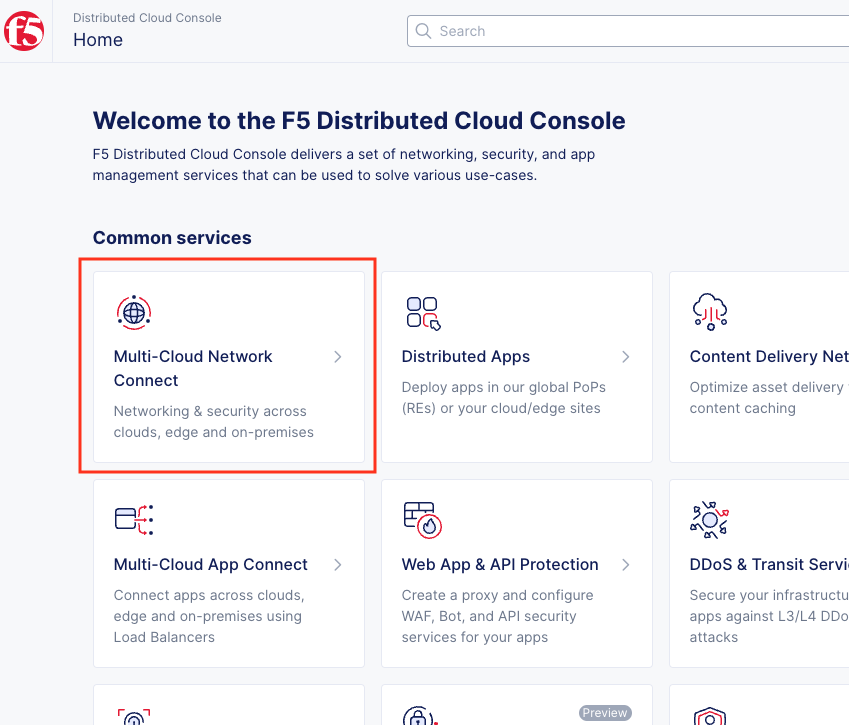 f5
Distributed Cloud Console
Home
Search
Welcome to the F5 Distributed Cloud Console
F5 Distributed Cloud Console delivers a set of networking, security, and app
management services that can be used to solve various use-cases.
Common services
Multi-Cloud Network
Connect
Networking & security across
clouds, edge and on-premises
Distributed Apps
Deploy apps in our global PoPs
(REs) or your cloud/edge sites
Content Delivery Net
Optimize asset delivery
content caching
Multi-Cloud App Connect
Connect apps across clouds,
edge and on-premises using
Load Balancers
Web App & API Protection
Create a proxy and configure
WAF, Bot, and API security
services for your apps
DDoS & Transit Servi
Secure your infrastructu
apps against L3/L4 DDo
attacks
Preview